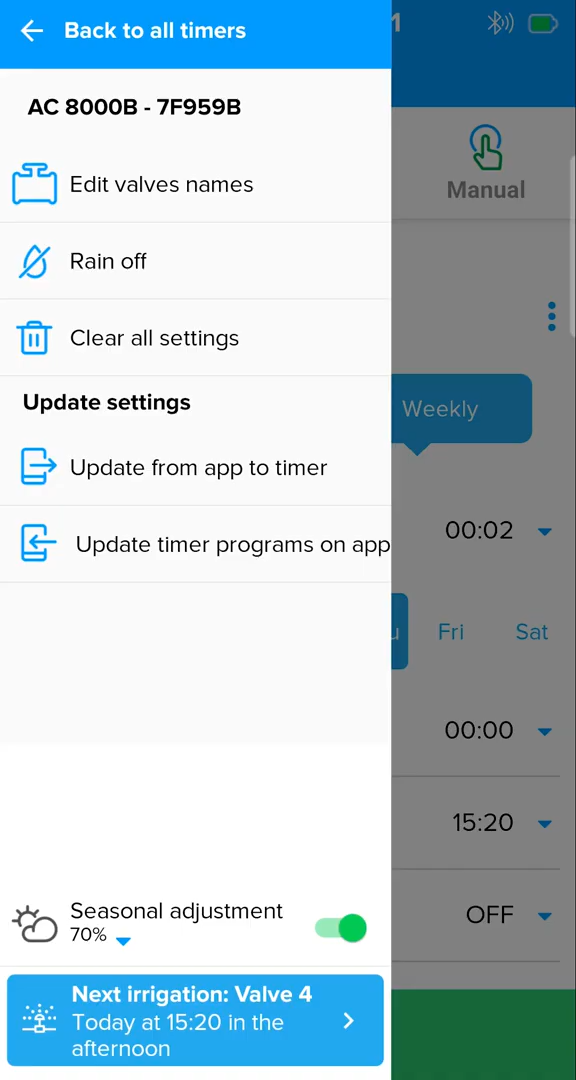 Back to all timers
AC 8000B - 7F959B
Edit valves names
Rain off
Clear all settings
Update settings
Update from app to timer
Update timer programs on app
Seasonal adjustment
70%
Next irrigation: Valve 4
Today at 15:20 in the
afternoon
1
Manual
Weekly
00:02
u
Fri
Sat
00:00
15:20
OFF